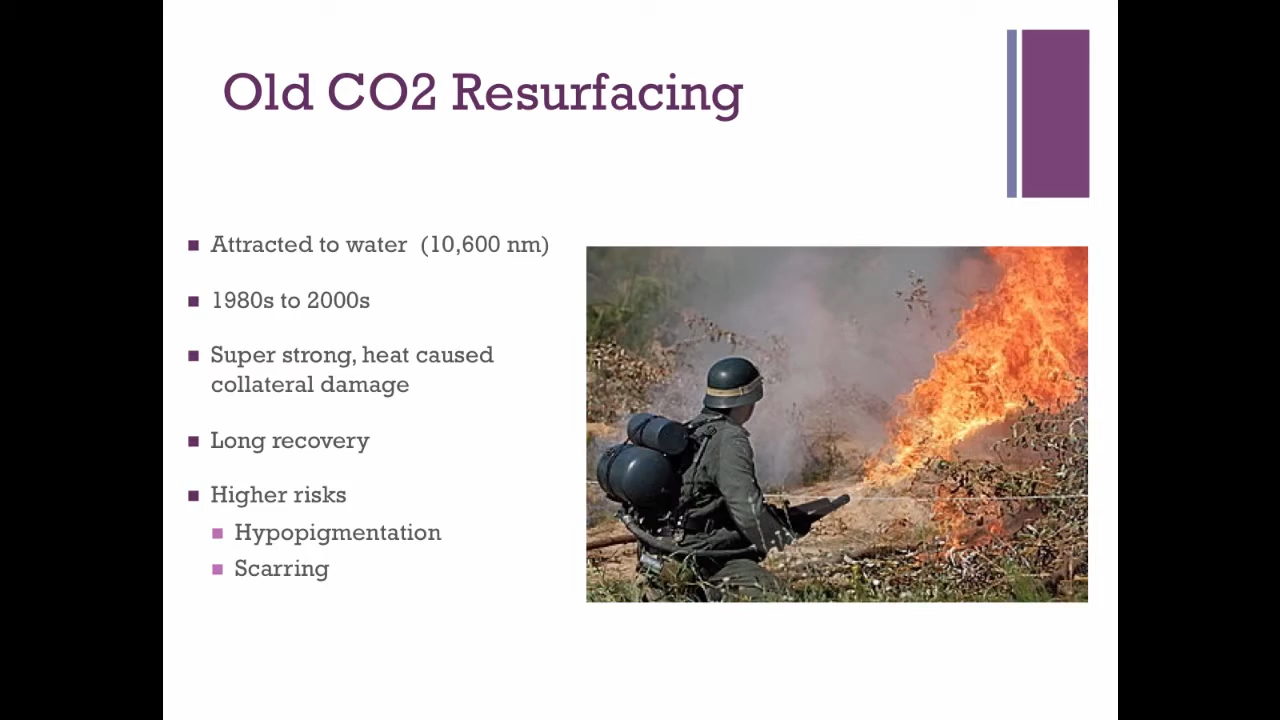 Old CO2 Resurfacing
Attracted to water (10,600 nm)
1980s to 2000s
Super strong, heat caused
collateral damage
Long recovery
Higher risks
Hypopigmentation
Scarring